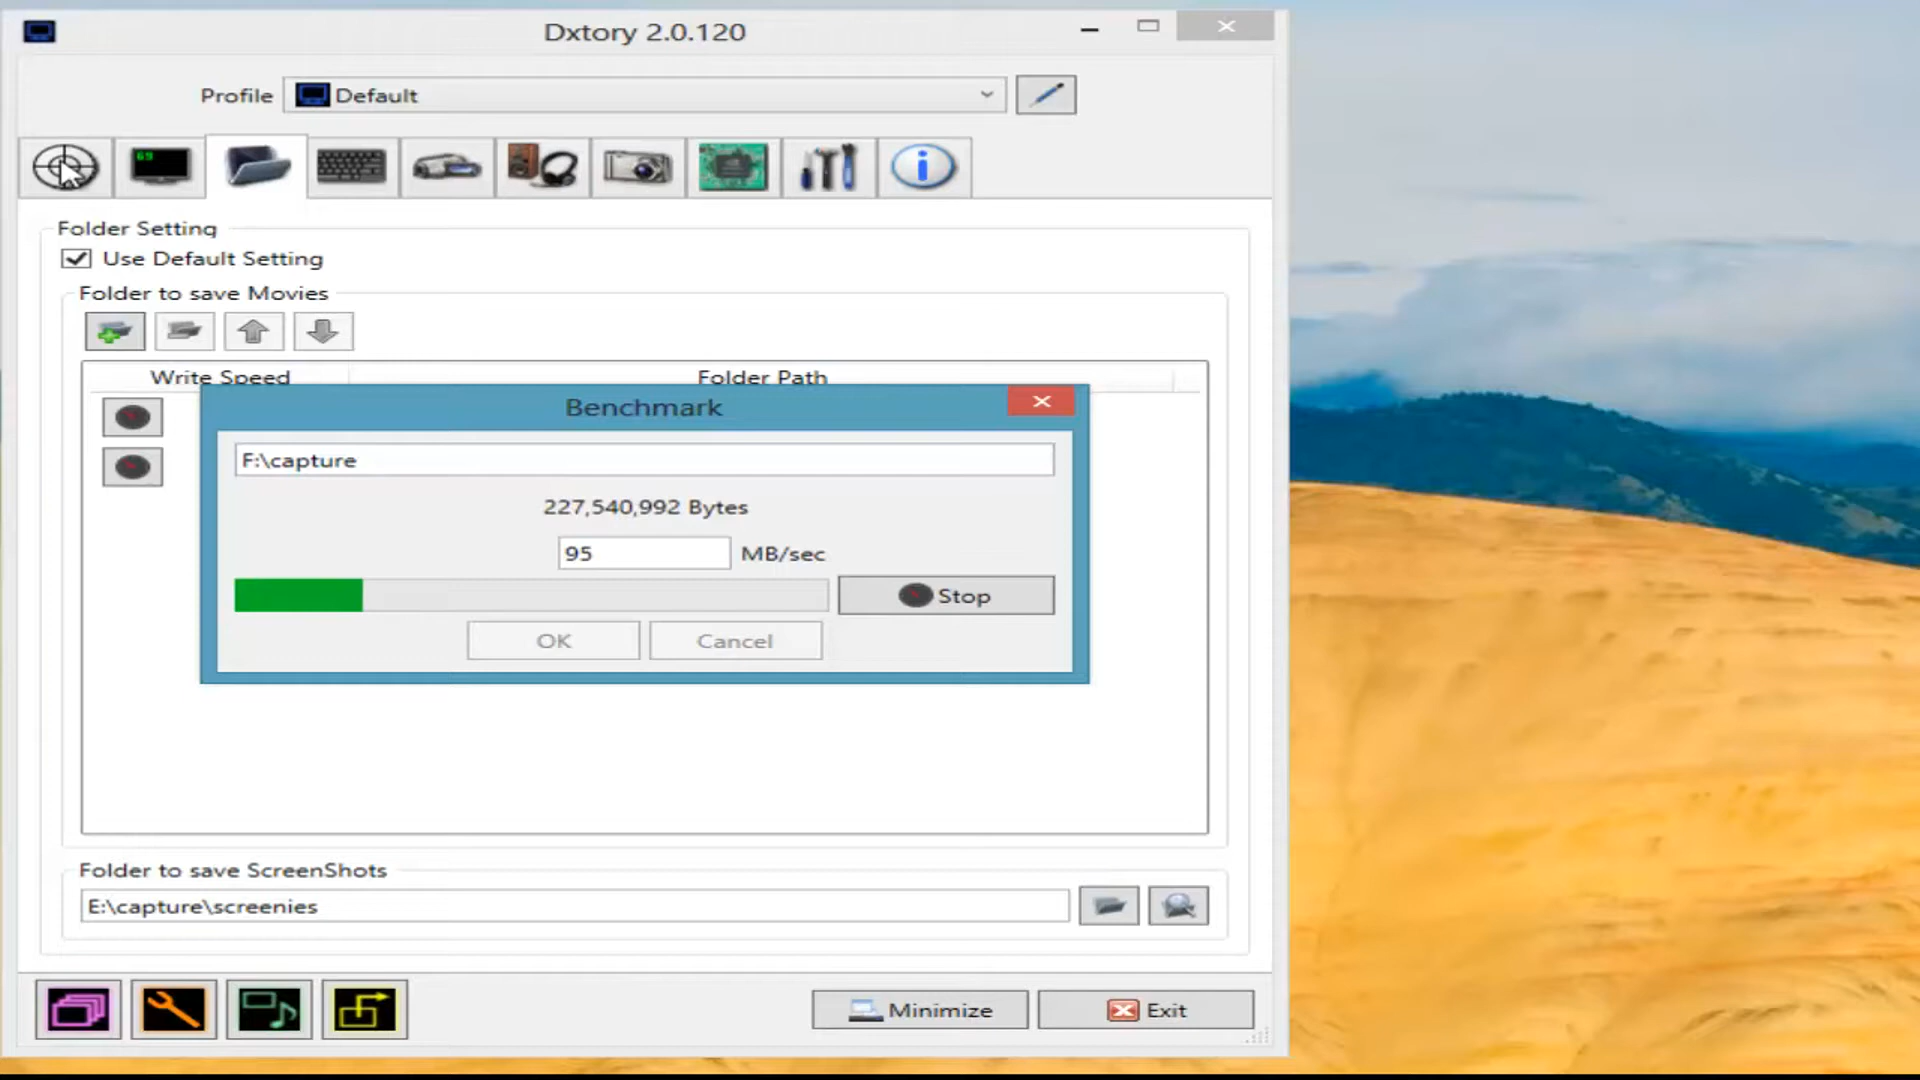 Dxtory 2.0.120
Profile Default
69
Folder Setting
Use Default Setting
Folder to save Movies
Write Speed Folder Path
Benchmark
F:\capture
227,540,992 Bytes
95 MB/sec
Stop
OK Cancel
Folder to save ScreenShots
E:\capture\screenies
Minimize Exit